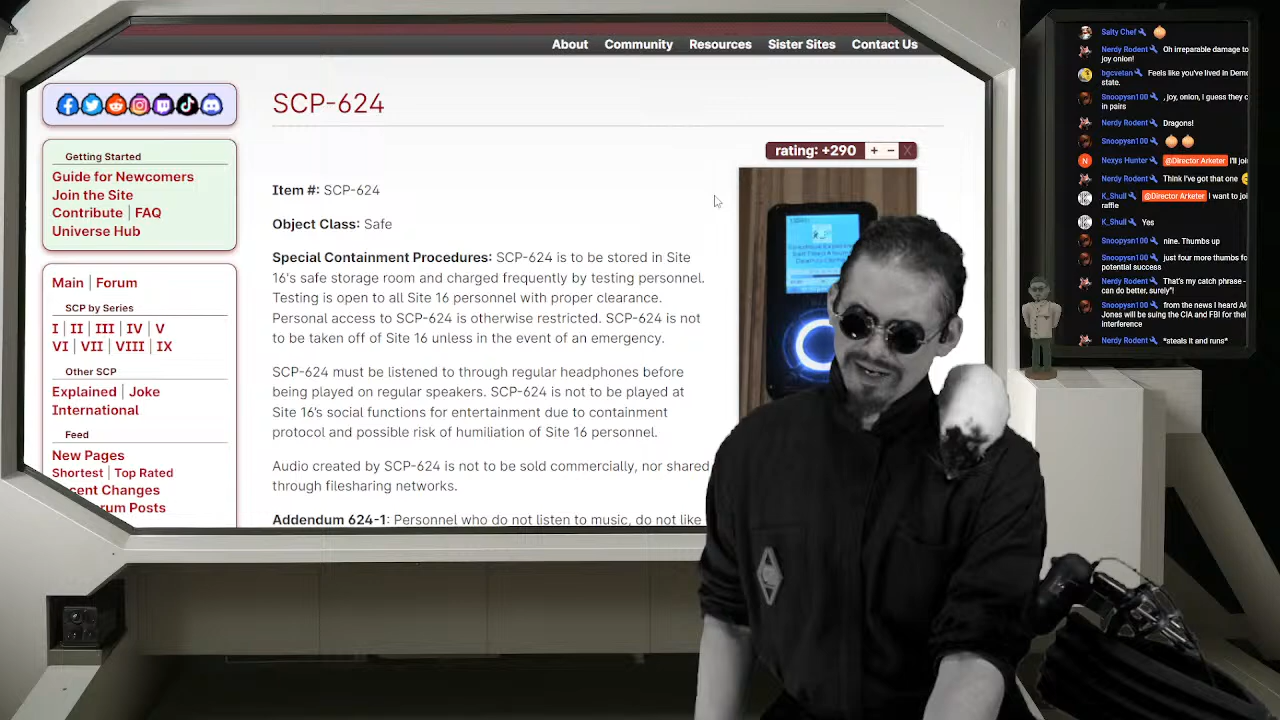 About Community Resources Sister Sites Contact Us
SCP-624
rating: +290 + − X
Item #: SCP-624
Object Class: Safe
Special Containment Procedures: SCP-624 is to be stored in Site
16's safe storage room and charged frequently by testing personnel.
Testing is open to all Site 16 personnel with proper clearance.
Personal access to SCP-624 is otherwise restricted. SCP-624 is not
to be taken off of Site 16 unless in the event of an emergency.
SCP-624 must be listened to through regular headphones before
being played on regular speakers. SCP-624 is not to be played at
Site 16's social functions for entertainment due to containment
protocol and possible risk of humiliation of Site 16 personnel.
Audio created by SCP-624 is not to be sold commercially, nor shared
through filesharing networks.
Addendum 624-1: Personnel who do not listen to music, do not like
Getting Started
Guide for Newcomers
Join the Site
Contribute | FAQ
Universe Hub
Main | Forum
SCP by Series
I | II | III | IV | V
VI | VII | VIII | IX
Other SCP
Explained | Joke
International
Feed
New Pages
Shortest | Top Rated
cent Changes
rum Posts
Salty Chef
Nerdy Rodent Oh irreparable damage to
joy onion!
bgcvetan Feels like you've lived in Demo
state.
Snoopysn100 , joy, onion, I guess they c
in pairs
Nerdy Rodent Dragons!
Snoopysn100
Nexys Hunter @Director Arketer I'll joi
Nerdy Rodent Think I've got that one
K_Shull @Director Arketer I want to joi
raffle
K_Shull Yes
Snoopysn100 nine. Thumbs up
Snoopysn100 just four more thumbs fo
potential success
Nerdy Rodent That's my catch phrase -
can do better, surely"!
Snoopysn100 from the news I heard Al
Jones will be suing the CIA and FBI for thei
interference
Nerdy Rodent *steals it and runs*